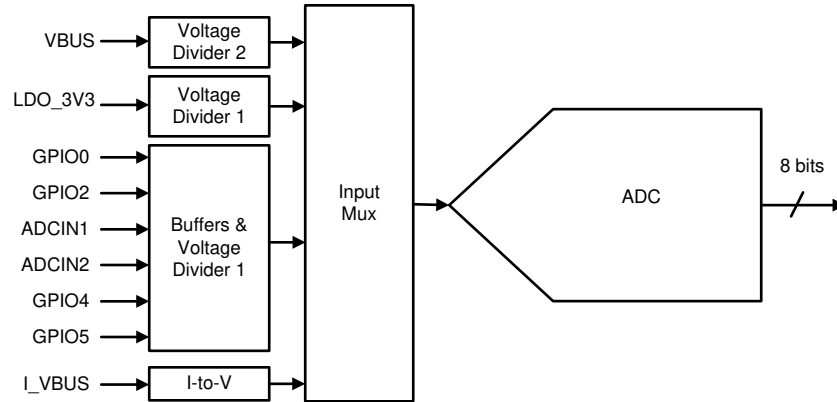 VBUS
Voltage
Divider 2
LDO_3V3
Voltage
Divider 1
GPIO0
GPIO2
ADCIN1
ADCIN2
GPIO4
GPIO5
Buffers &
Voltage
Divider 1
I_VBUS
I-to-V
Input
Mux
ADC
8 bits